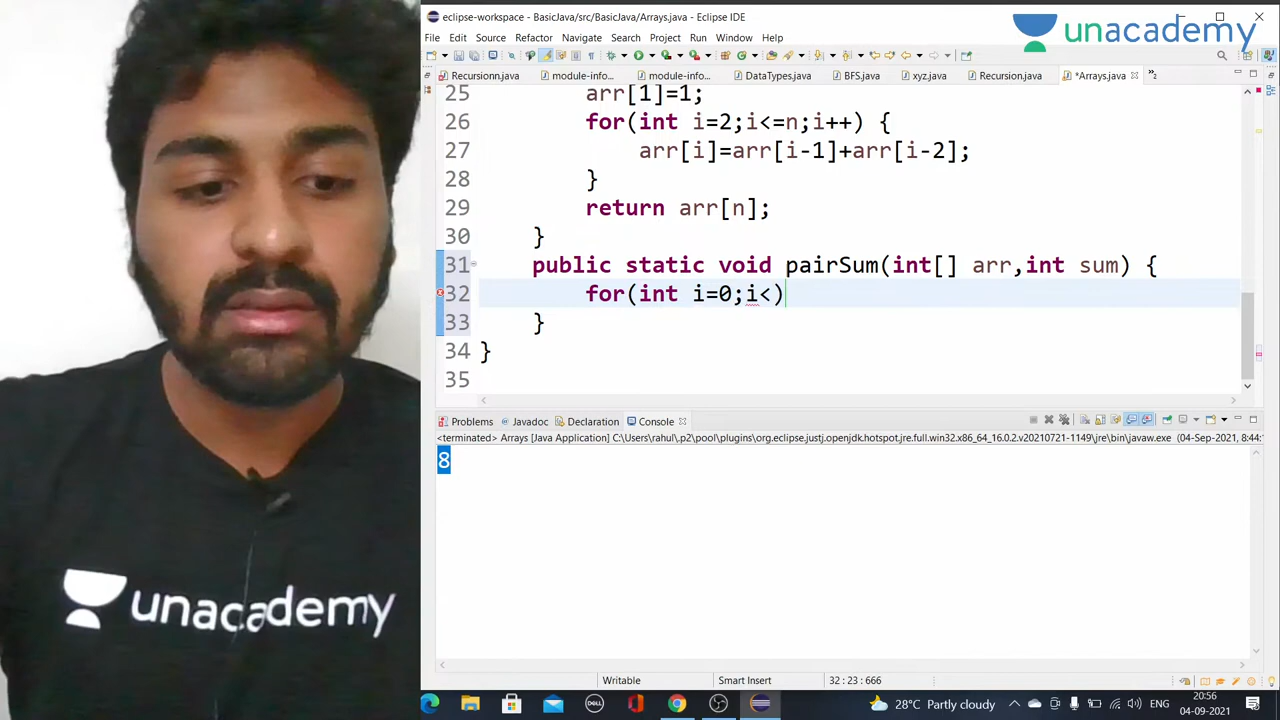 eclipse-workspace - BasicJava/src/BasicJava/Arrays.java - Eclipse IDE
unacademy
File Edit Source Refactor Navigate Search Project Run Window Help
Recursionn.java module-info... module-info... DataTypes.java BFS.java xyz.java Recursion.java *Arrays.java
25 arr[1]=1;
26 for(int i=2;i<=n;i++) {
27 arr[i]=arr[i-1]+arr[i-2];
28 }
29 return arr[n];
30 }
31 public static void pairSum(int[] arr,int sum) {
32 for(int i=0;i<)
33 }
34 }
35
Problems Javadoc Declaration Console
<terminated> Arrays [Java Application] C:\Users\rahul\.p2\pool\plugins\org.eclipse.justj.openjdk.hotspot.jre.full.win32.x86_64_16.0.2.v20210721-1149\jre\bin\javaw.exe (04-Sep-2021, 8:44:
8
unacademy
Writable Smart Insert 32 : 23 : 666
DELL
28°C Partly cloudy ENG 20:56
04-09-2021